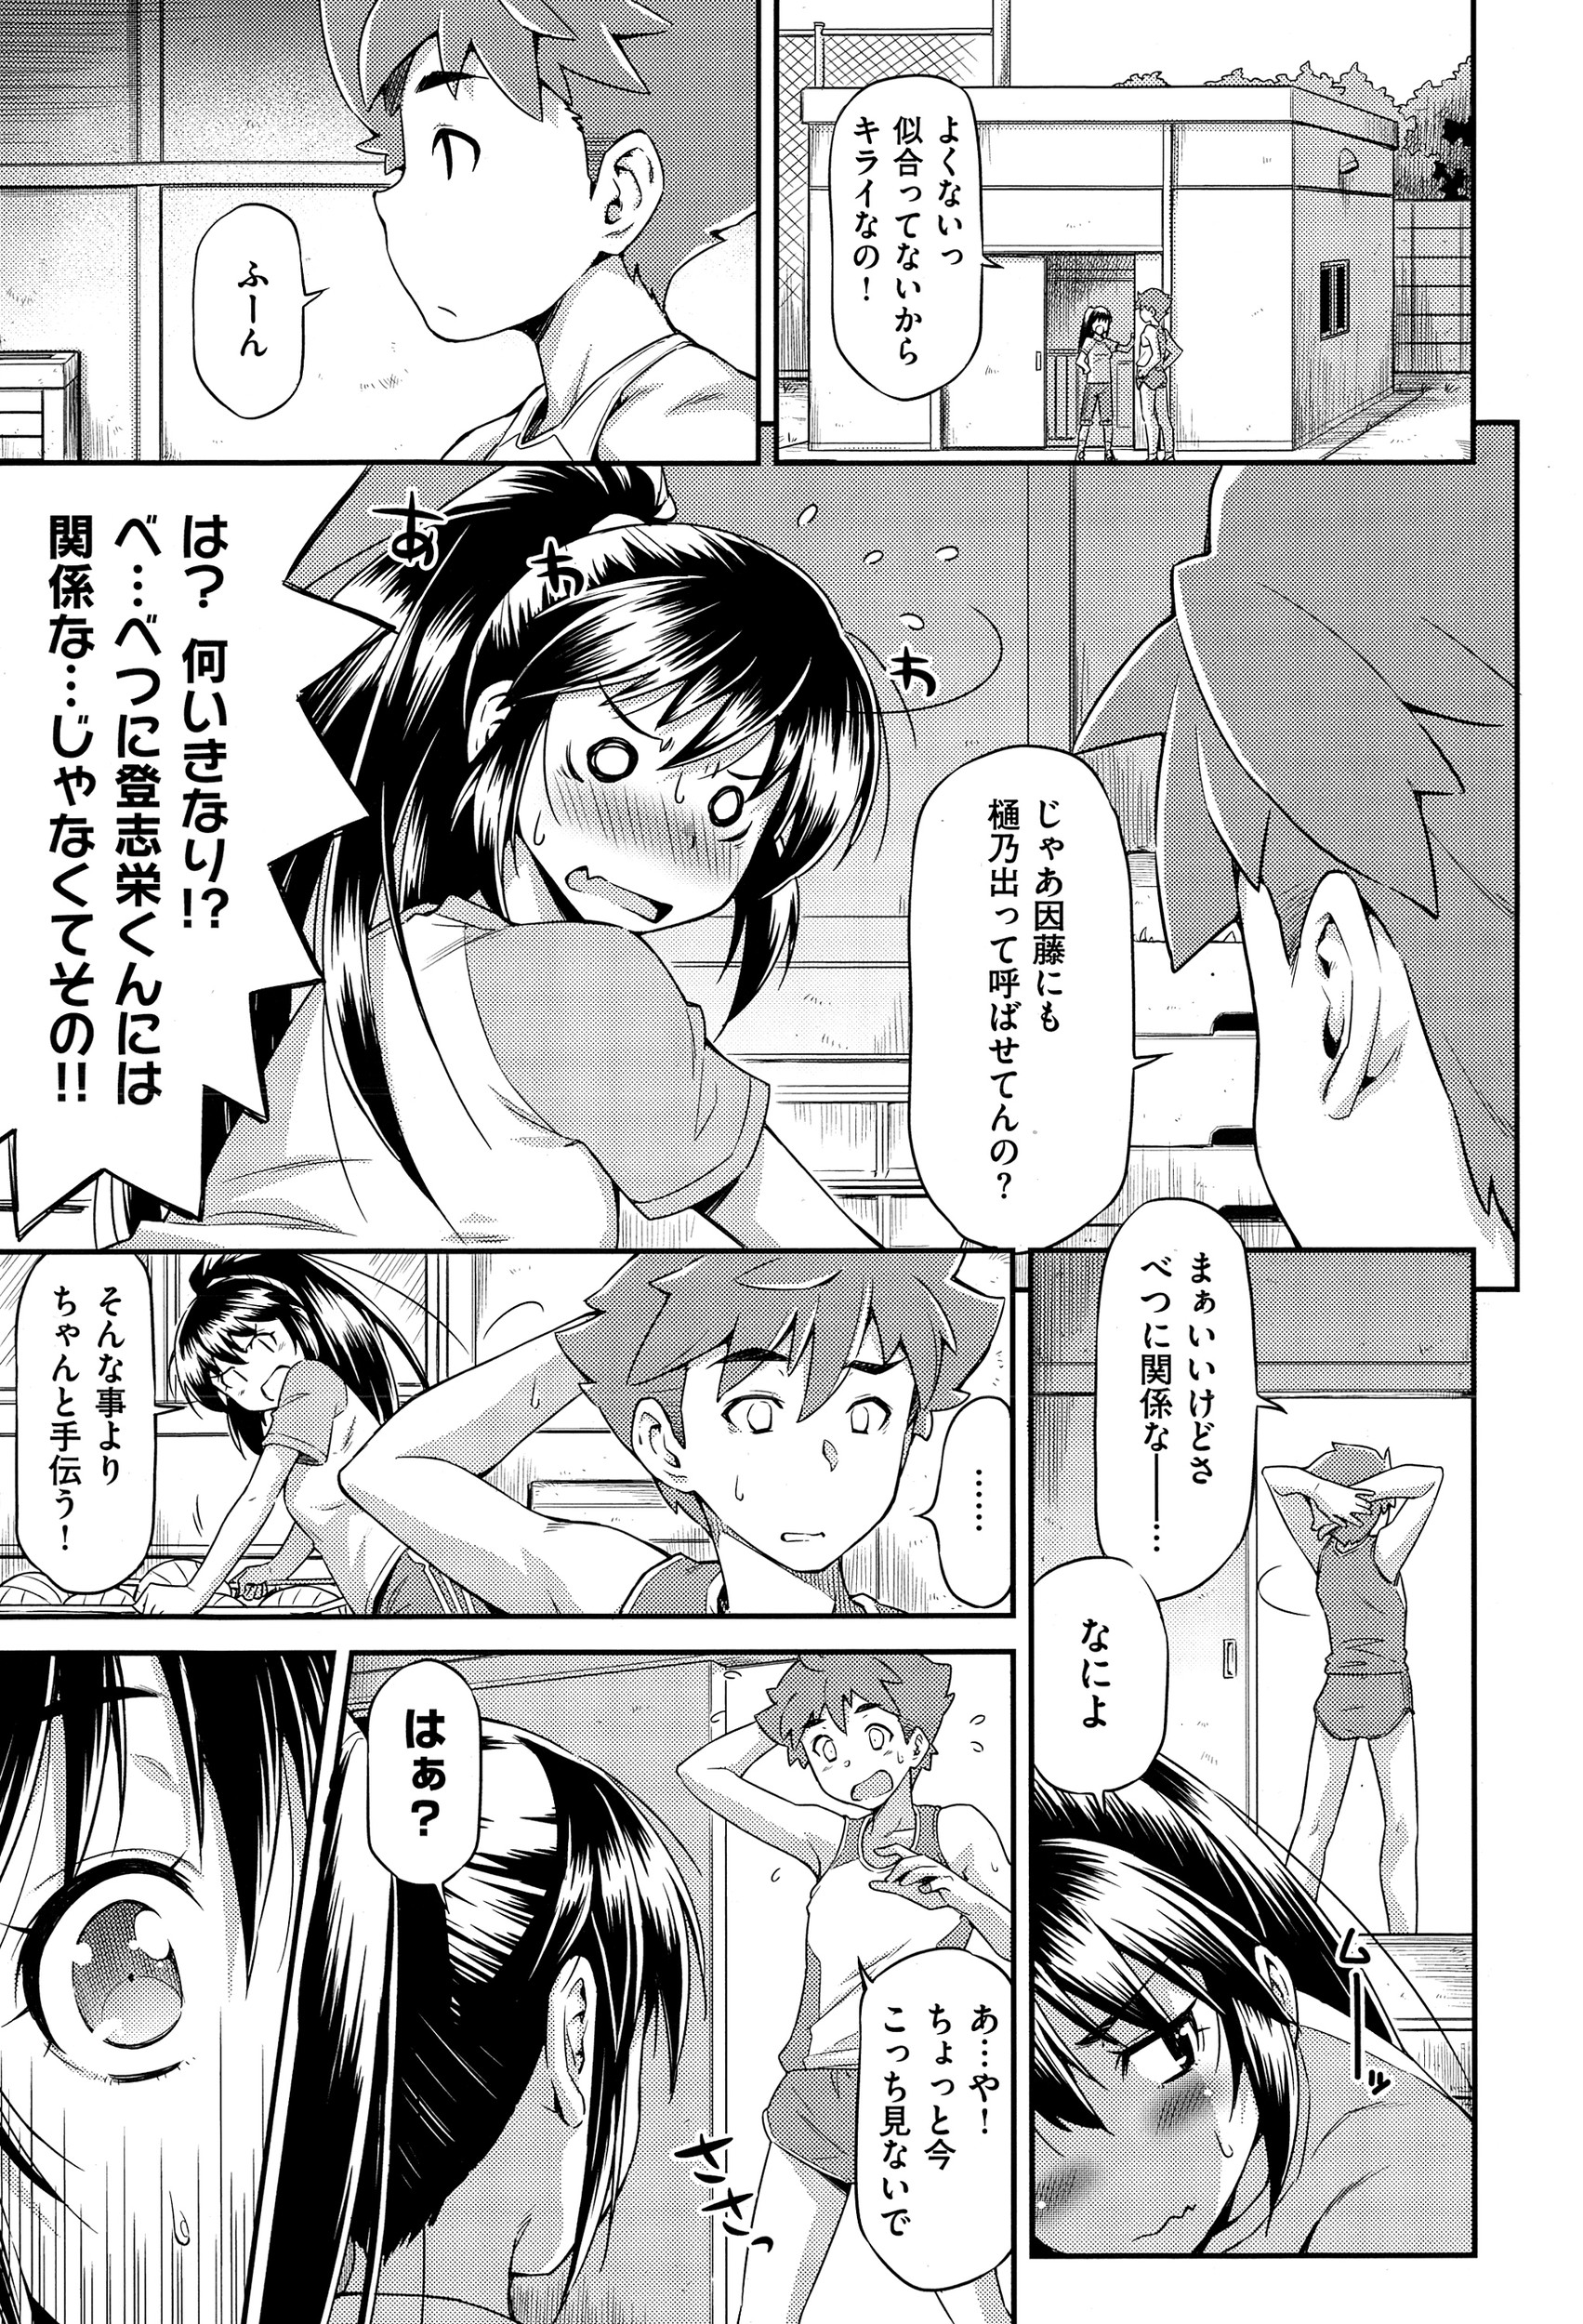 よくないっ
似合ってないから
キライなの！
ふーん
じゃあ因藤にも
樋乃出って呼ばせてんの？
わ
わ
あ
は？何いきなり!?
べ…べつに登志栄くんには
関係な…じゃなくてその!!
まぁいいけどさ
べつに関係な――…
なによ
ムーーッ
……
そんな事より
ちゃんと手伝う！
あ…や！
ちょっと今
こっち見ないで
ささっ
はぁ？